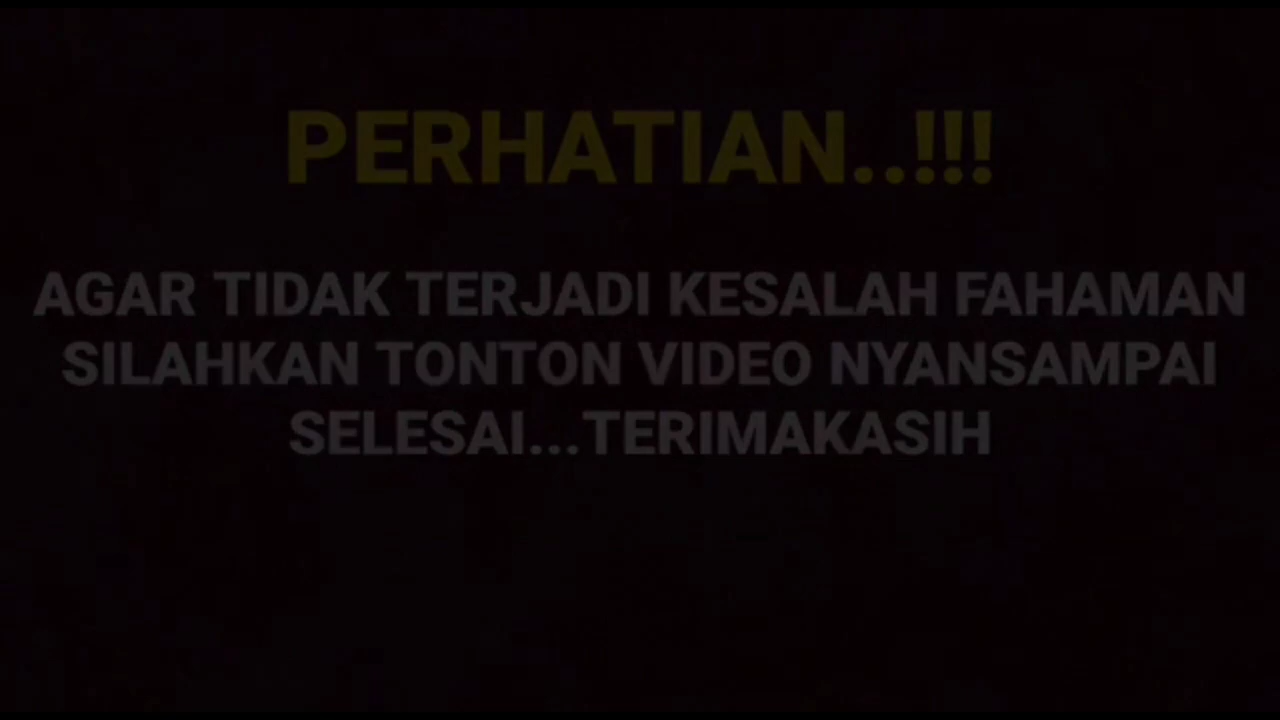 PERHATIAN..!!!
AGAR TIDAK TERJADI KESALAH FAHAMAN
SILAHKAN TONTON VIDEO NYANSAMPAI
SELESAI...TERIMAKASIH